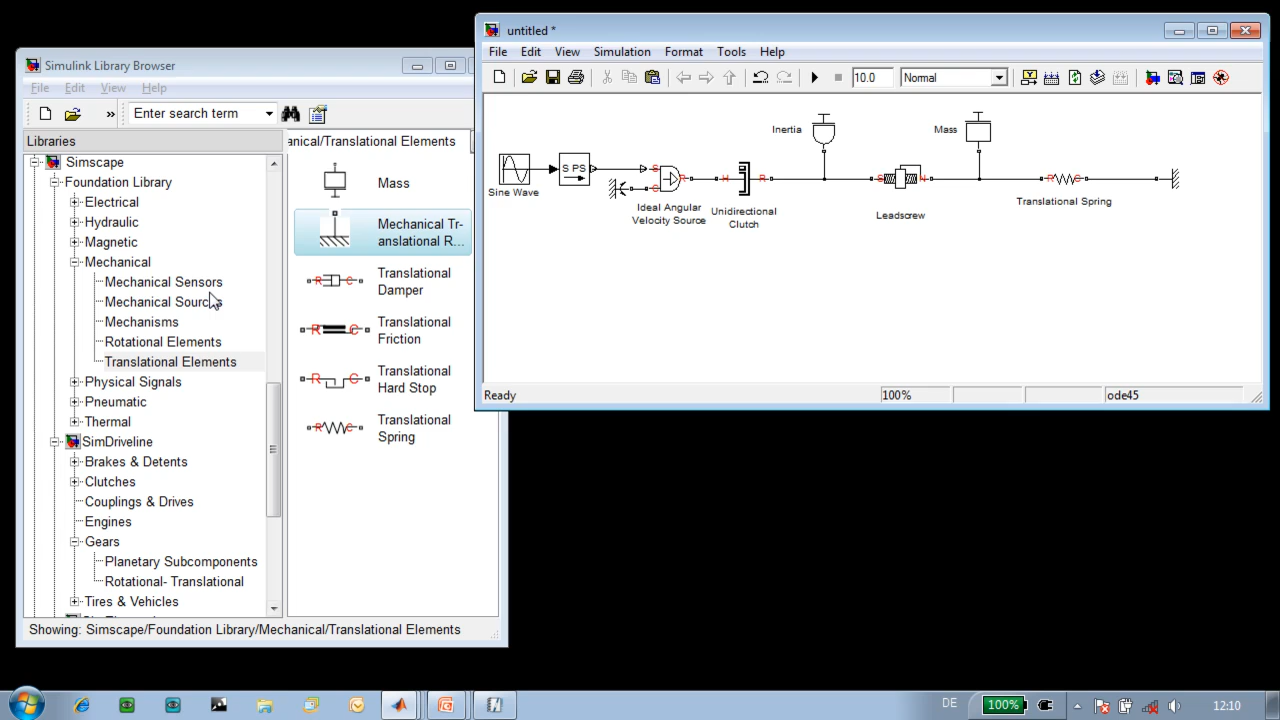 Simulink Library Browser
File Edit View Help
» Enter search term
Libraries
anical/Translational Elements
Simscape
Foundation Library
Electrical
Hydraulic
Magnetic
Mechanical
Mechanical Sensors
Mechanical Sources
Mechanisms
Rotational Elements
Translational Elements
Physical Signals
Pneumatic
Thermal
SimDriveline
Brakes & Detents
Clutches
Couplings & Drives
Engines
Gears
Planetary Subcomponents
Rotational- Translational
Tires & Vehicles
Mass
Mechanical Tr-
anslational R...
R C
Translational
Damper
R C
Translational
Friction
R C
Translational
Hard Stop
R C
Translational
Spring
Showing: Simscape/Foundation Library/Mechanical/Translational Elements
untitled *
File Edit View Simulation Format Tools Help
10.0 Normal
Inertia
Mass
S PS
S
C
R
H
R
S
N
R C
Sine Wave
Ideal Angular
Velocity Source
Unidirectional
Clutch
Leadscrew
Translational Spring
Ready
100%
ode45
DE
100%
12:10